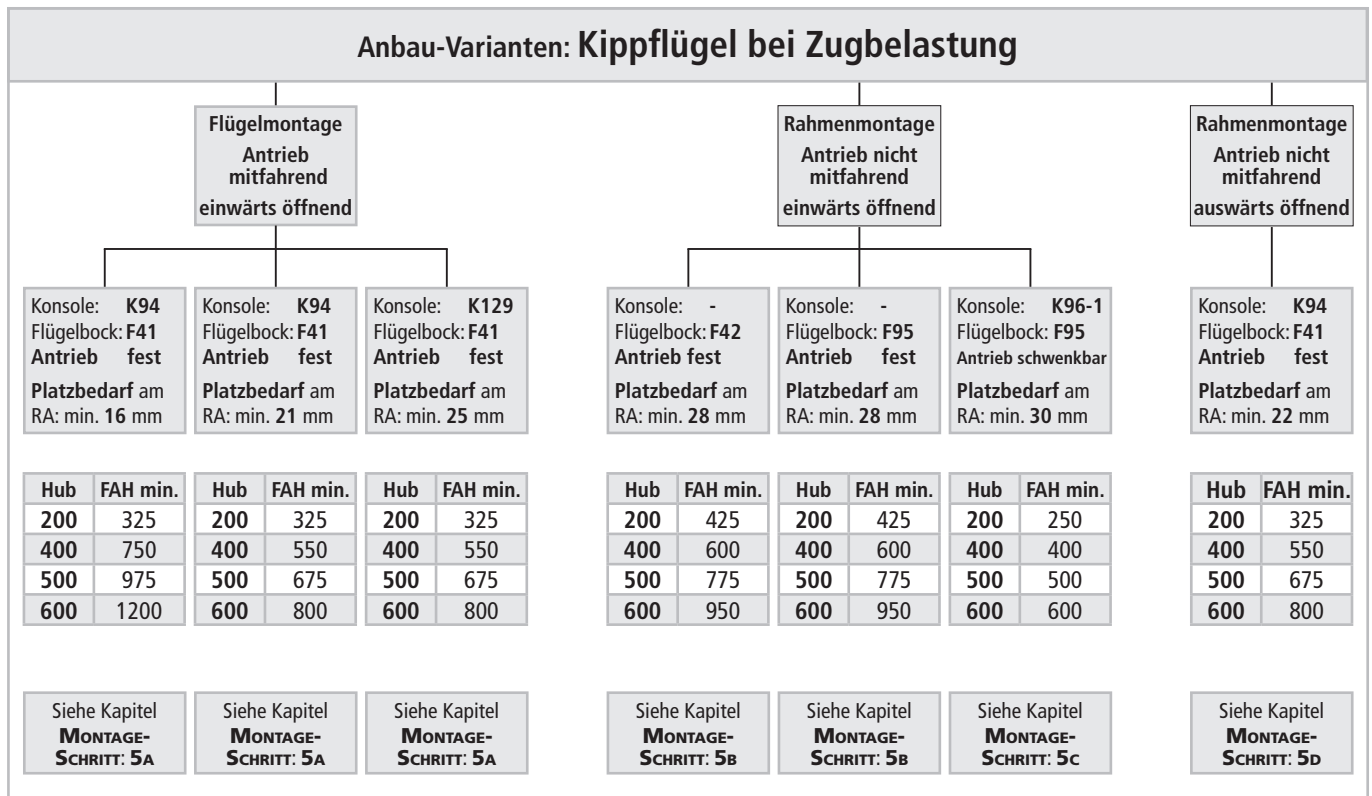 Anbau-Varianten: Kippflügel bei Zugbelastung
Flügelmontage
Antrieb
mitfahrend
einwärts öffnend
Rahmenmontage
Antrieb nicht
mitfahrend
einwärts öffnend
Rahmenmontage
Antrieb nicht
mitfahrend
auswärts öffnend
Konsole: K94
Flügelbock: F41
Antrieb fest
Platzbedarf am
RA: min. 16 mm
Konsole: K94
Flügelbock: F41
Antrieb fest
Platzbedarf am
RA: min. 21 mm
Konsole: K129
Flügelbock: F41
Antrieb fest
Platzbedarf am
RA: min. 25 mm
Konsole: -
Flügelbock: F42
Antrieb fest
Platzbedarf am
RA: min. 28 mm
Konsole: -
Flügelbock: F95
Antrieb fest
Platzbedarf am
RA: min. 28 mm
Konsole: K96-1
Flügelbock: F95
Antrieb schwenkbar
Platzbedarf am
RA: min. 30 mm
Konsole: K94
Flügelbock: F41
Antrieb fest
Platzbedarf am
RA: min. 22 mm
Hub FAH min.
200 325
400 750
500 975
600 1200
Hub FAH min.
200 325
400 550
500 675
600 800
Hub FAH min.
200 325
400 550
500 675
600 800
Hub FAH min.
200 425
400 600
500 775
600 950
Hub FAH min.
200 425
400 600
500 775
600 950
Hub FAH min.
200 250
400 400
500 500
600 600
Hub FAH min.
200 325
400 550
500 675
600 800
Siehe Kapitel
MONTAGE-
SCHRITT: 5A
Siehe Kapitel
MONTAGE-
SCHRITT: 5A
Siehe Kapitel
MONTAGE-
SCHRITT: 5A
Siehe Kapitel
MONTAGE-
SCHRITT: 5B
Siehe Kapitel
MONTAGE-
SCHRITT: 5B
Siehe Kapitel
MONTAGE-
SCHRITT: 5C
Siehe Kapitel
MONTAGE-
SCHRITT: 5D